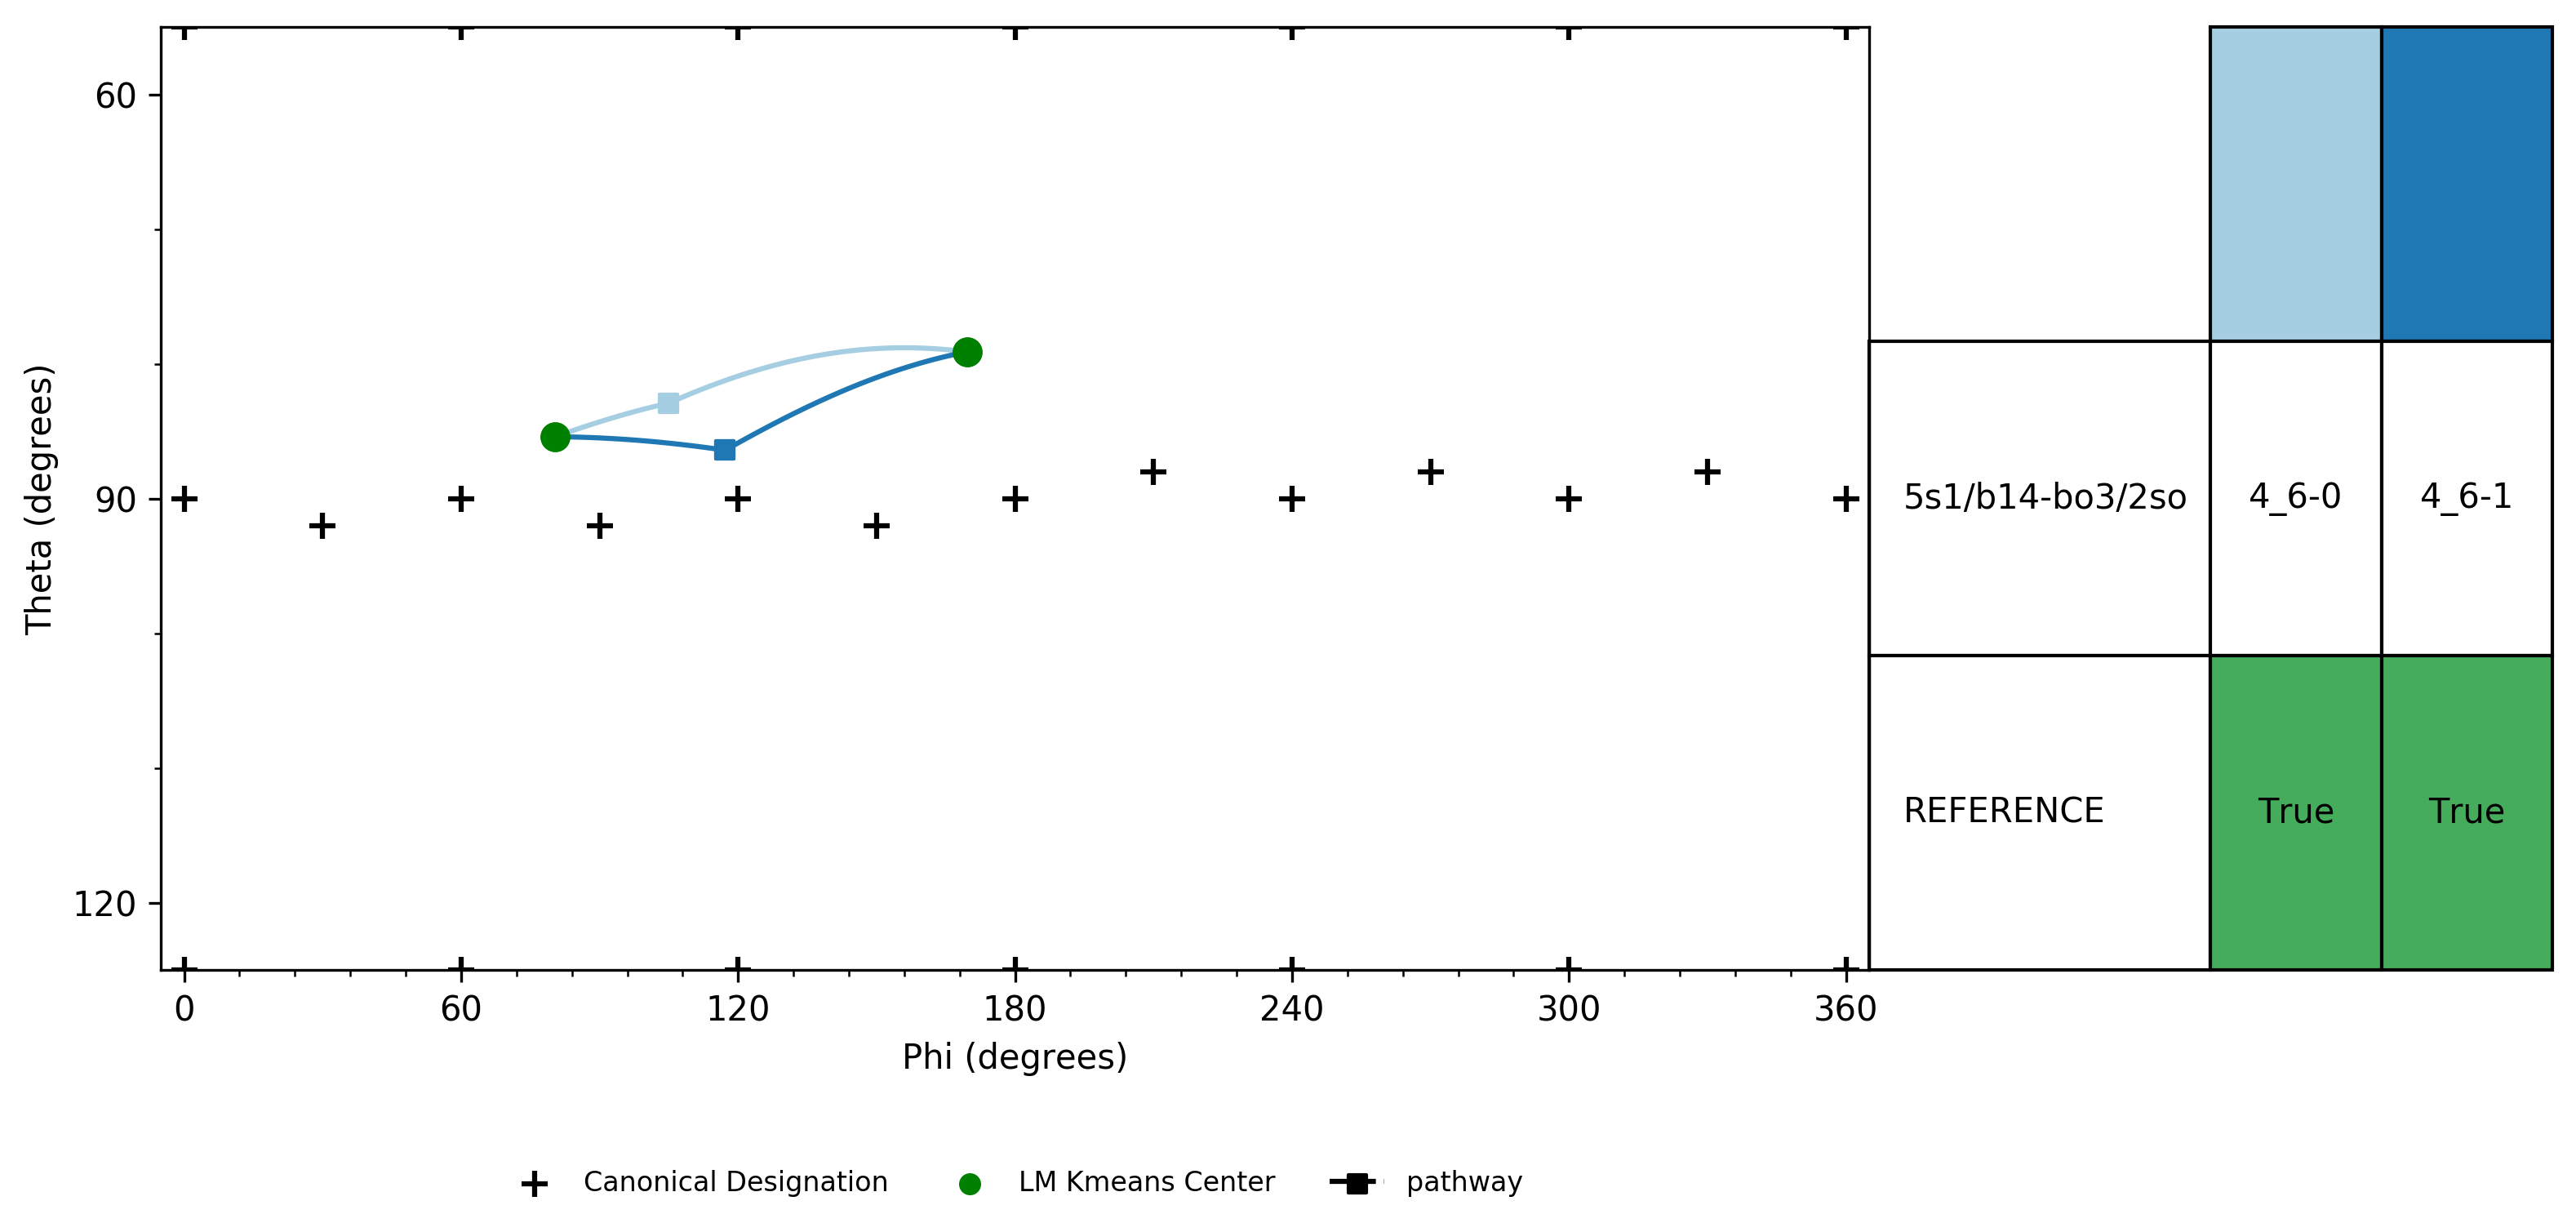 60
90
120
Theta (degrees)
0 60 120 180 240 300 360
Phi (degrees)
5s1/b14-bo3/2so 4_6-0 4_6-1
REFERENCE True True
Canonical Designation LM Kmeans Center pathway